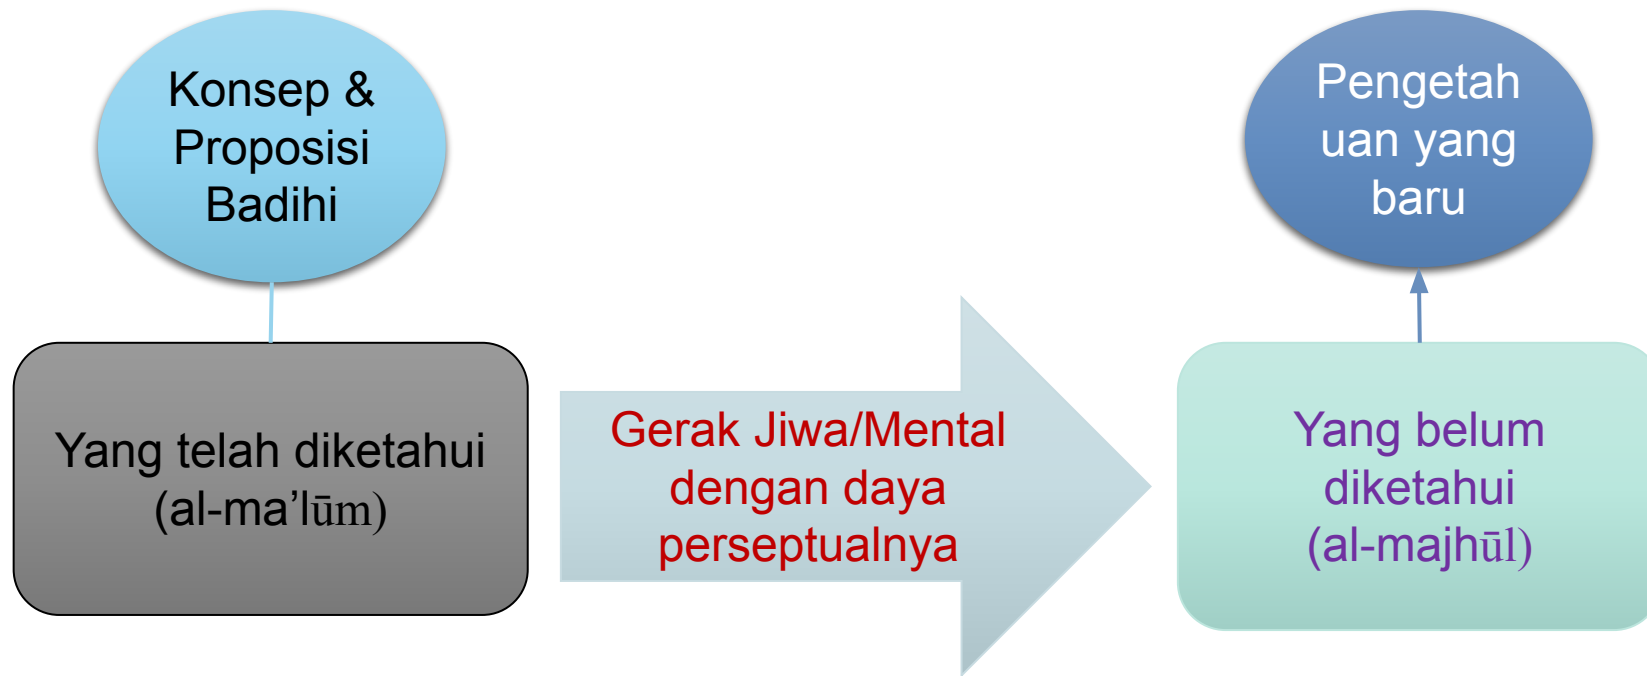 Konsep &
Proposisi
Badihi
Pengetah
uan yang
baru
Yang telah diketahui
(al-ma’lūm)
Gerak Jiwa/Mental
dengan daya
perseptualnya
Yang belum
diketahui
(al-majhūl)